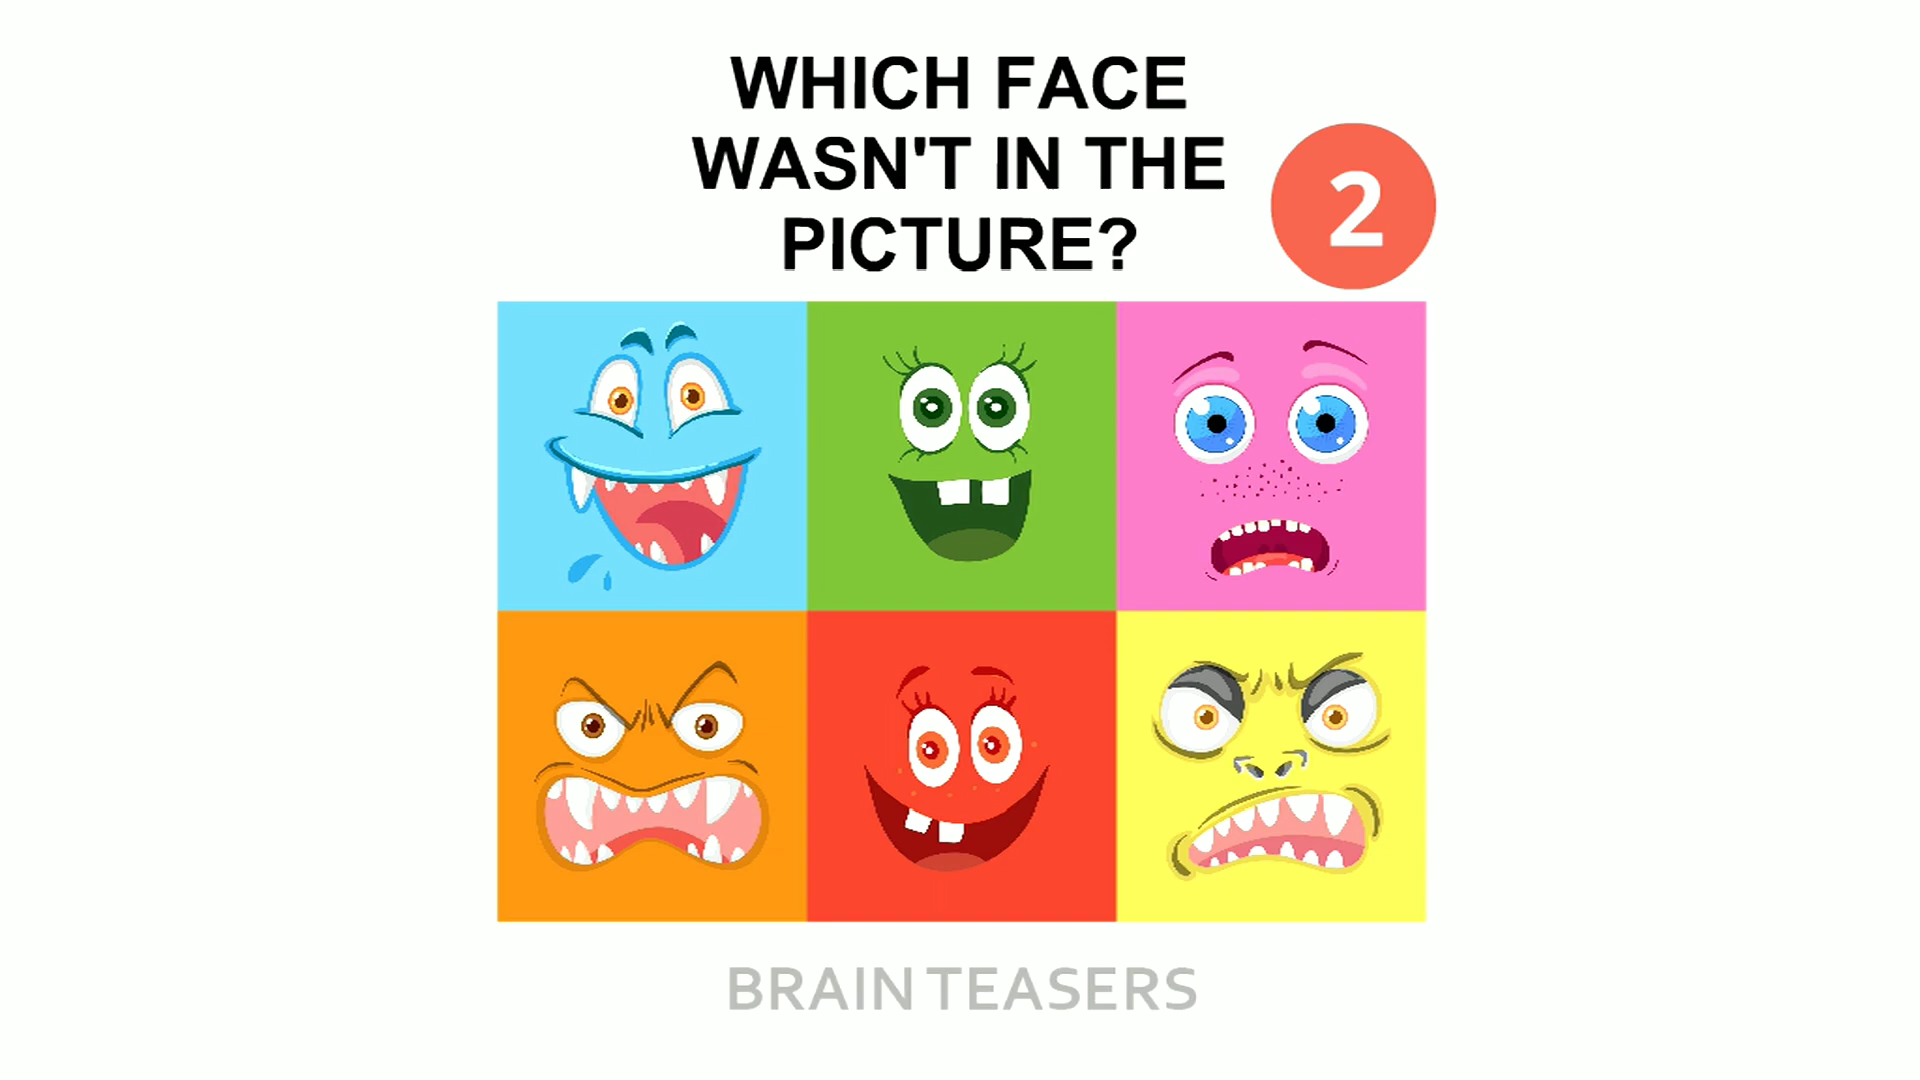 WHICH FACE
WASN'T IN THE
PICTURE?
2
BRAIN TEASERS